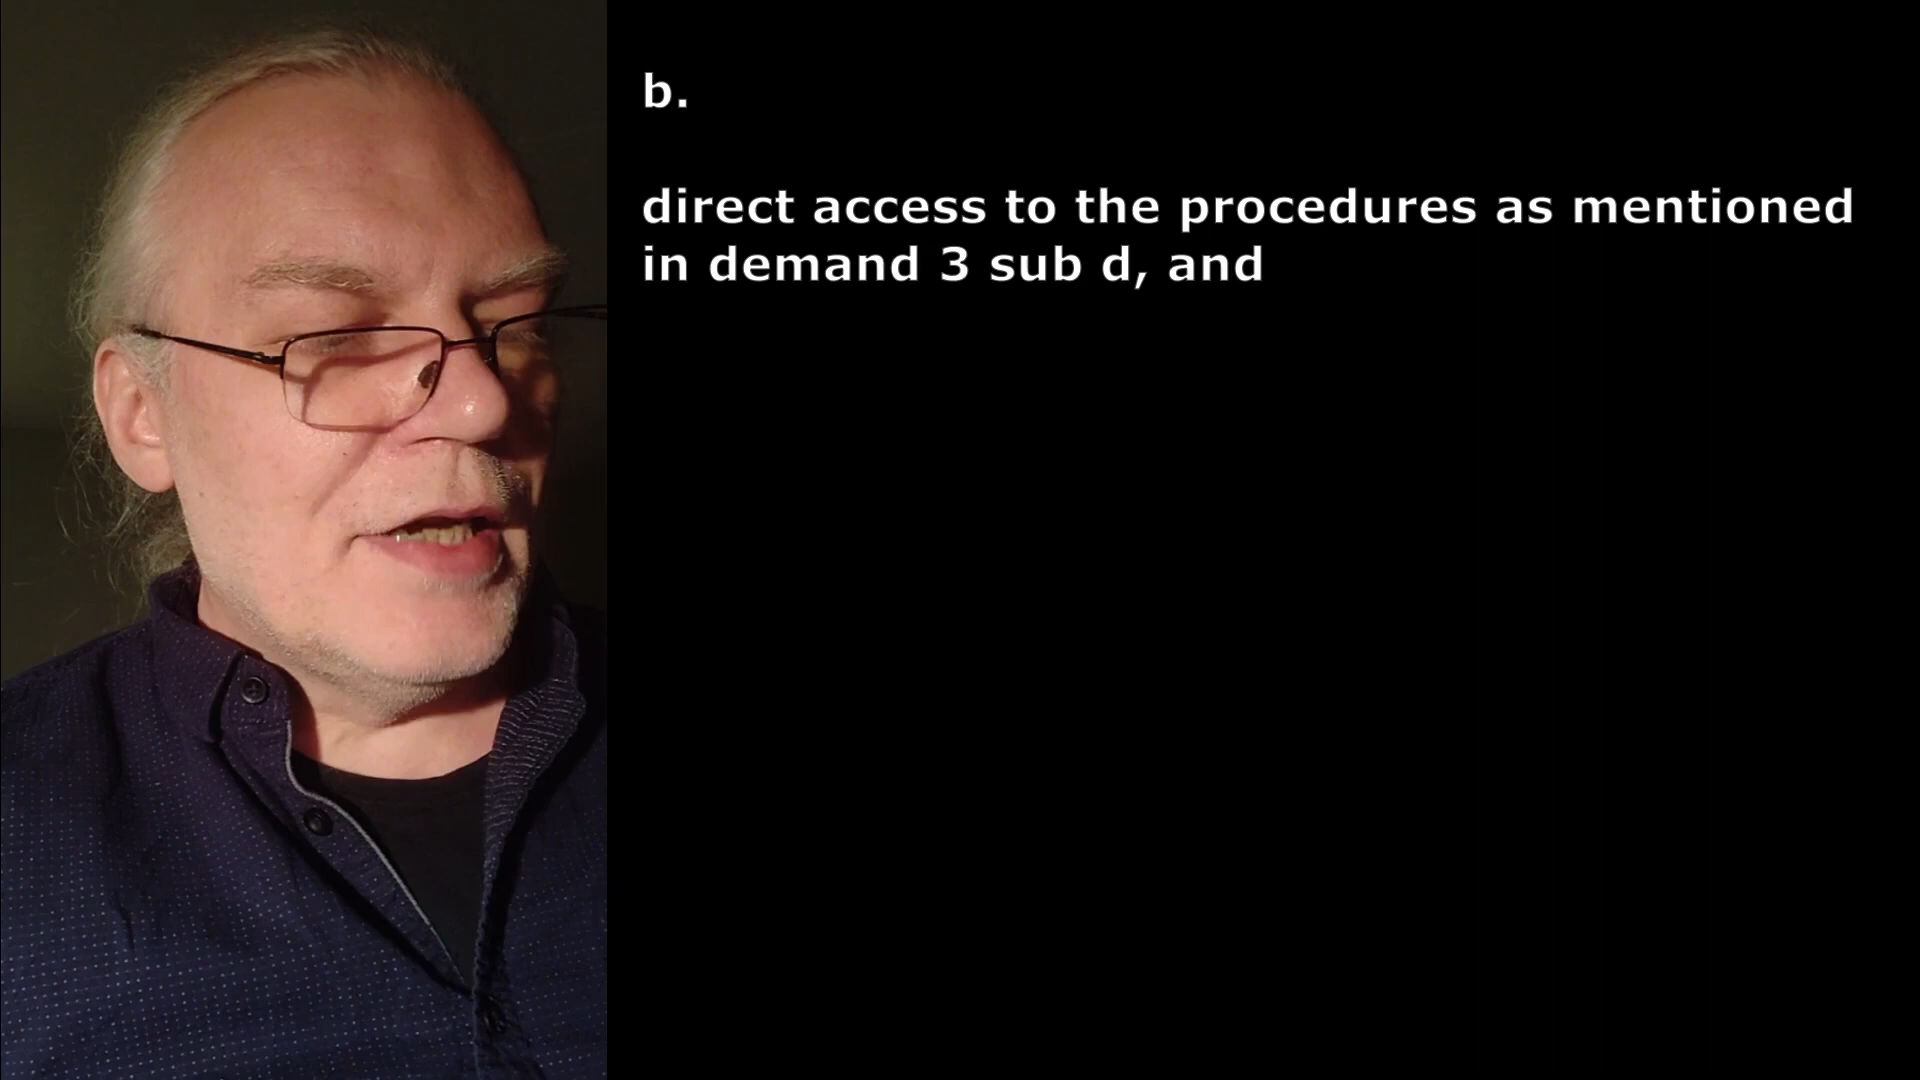 b.
direct access to the procedures as mentioned
in demand 3 sub d, and